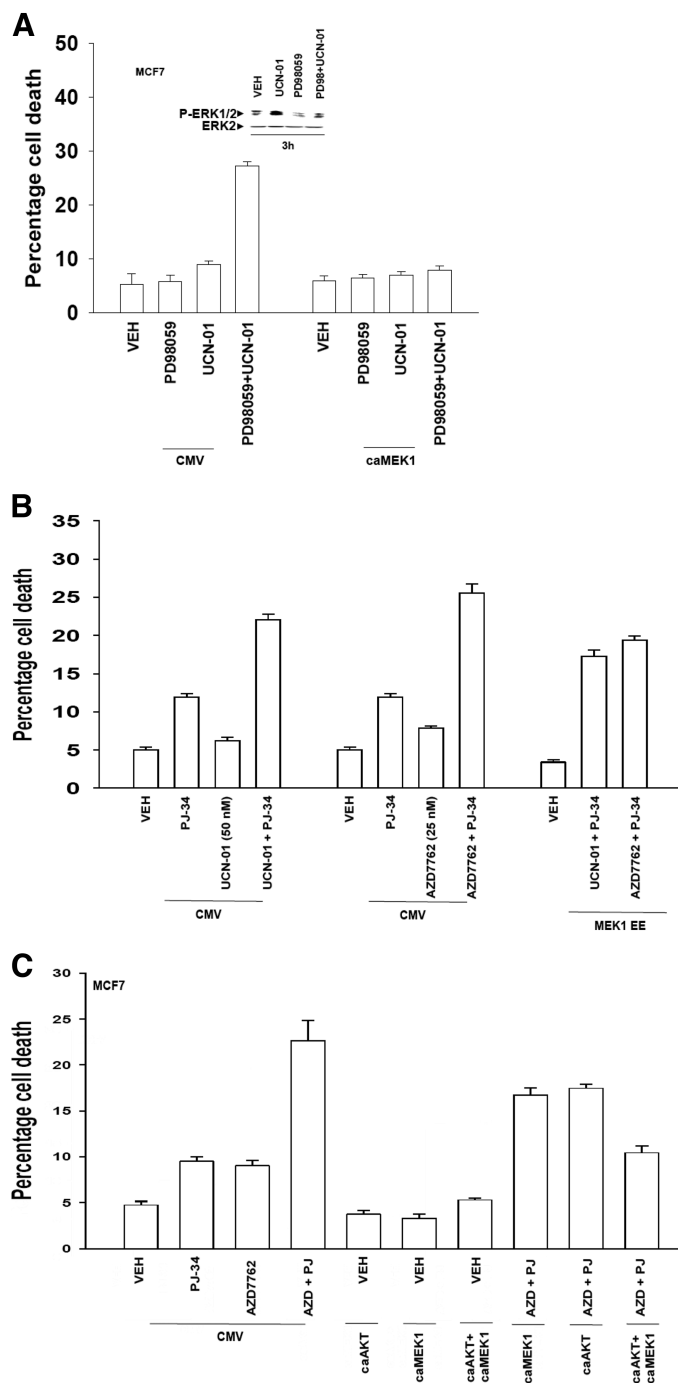 A
Percentage cell death
50
40
30
20
10
0
MCF7
VEH
UCN-01
PD98059
PD98+UCN-01
P-ERK1/2
ERK2
3h
VEH
PD98059
UCN-01
PD98059+UCN-01
VEH
PD98059
UCN-01
PD98059+UCN-01
CMV
caMEK1
B
Percentage cell death
35
30
25
20
15
10
5
0
VEH
PJ-34
UCN-01 (50 nM)
UCN-01 + PJ-34
VEH
PJ-34
AZD7762 (25 nM)
AZD7762 + PJ-34
VEH
UCN-01 + PJ-34
AZD7762 + PJ-34
CMV
CMV
MEK1 EE
C
Percentage cell death
30
25
20
15
10
5
0
MCF7
VEH
PJ-34
AZD7762
AZD + PJ
VEH
VEH
VEH
AZD + PJ
AZD + PJ
AZD + PJ
CMV
caAKT
caMEK1
caAKT+
caMEK1
caMEK1
caAKT
caAKT+
caMEK1